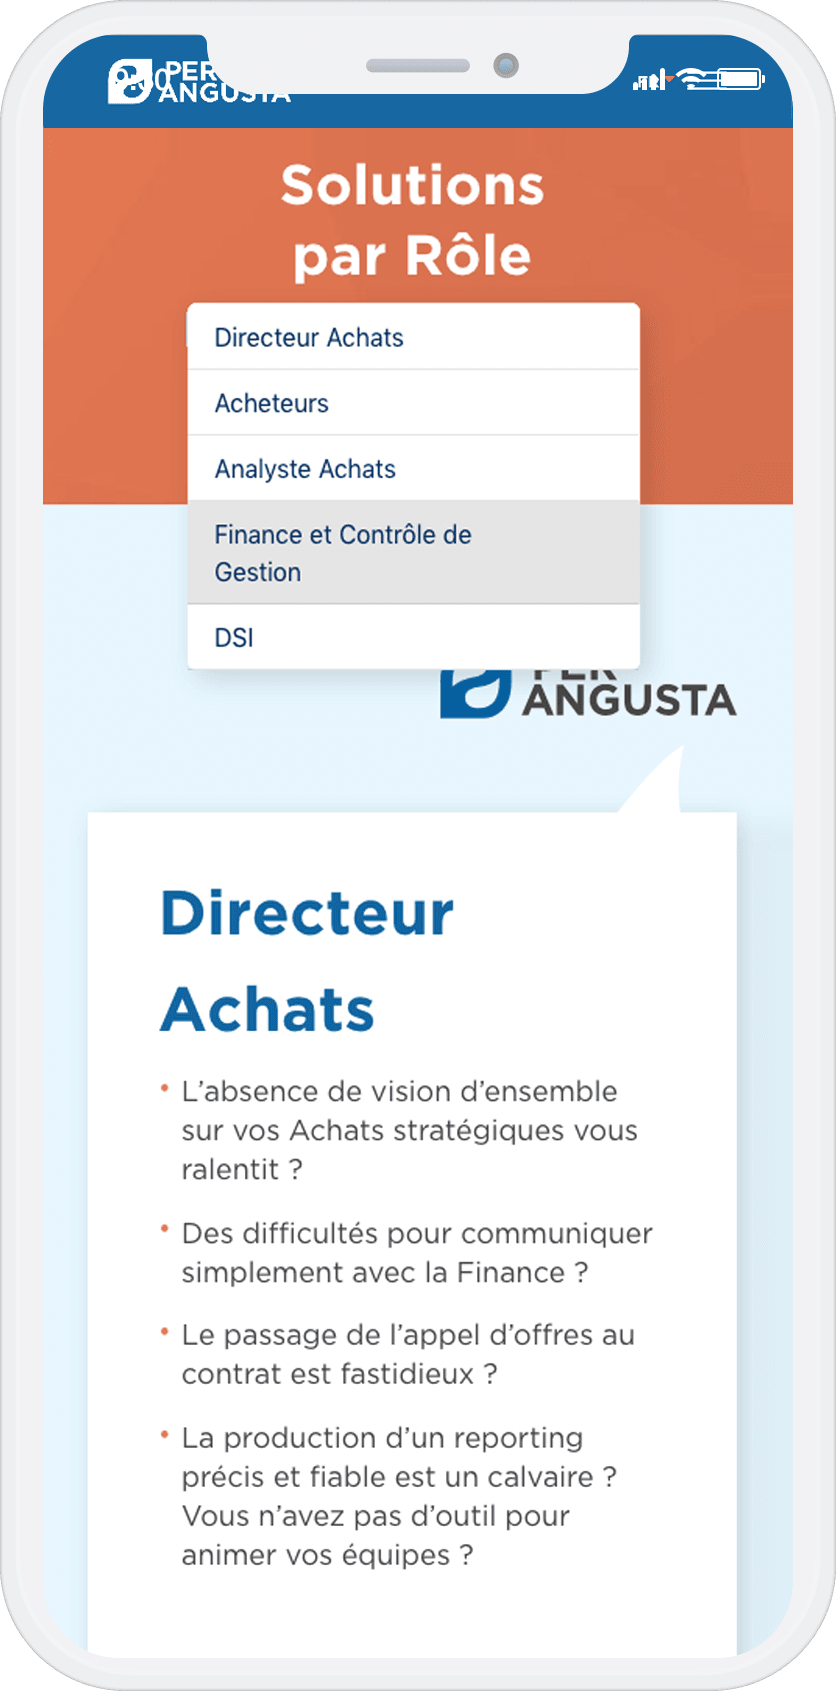 PER
ANGUSTA
Solutions
par Rôle
Directeur Achats
Acheteurs
Analyste Achats
Finance et Contrôle de
Gestion
DSI
PER
ANGUSTA
Directeur
Achats
• L’absence de vision d’ensemble
sur vos Achats stratégiques vous
ralentit ?
• Des difficultés pour communiquer
simplement avec la Finance ?
• Le passage de l’appel d’offres au
contrat est fastidieux ?
• La production d’un reporting
précis et fiable est un calvaire ?
Vous n’avez pas d’outil pour
animer vos équipes ?